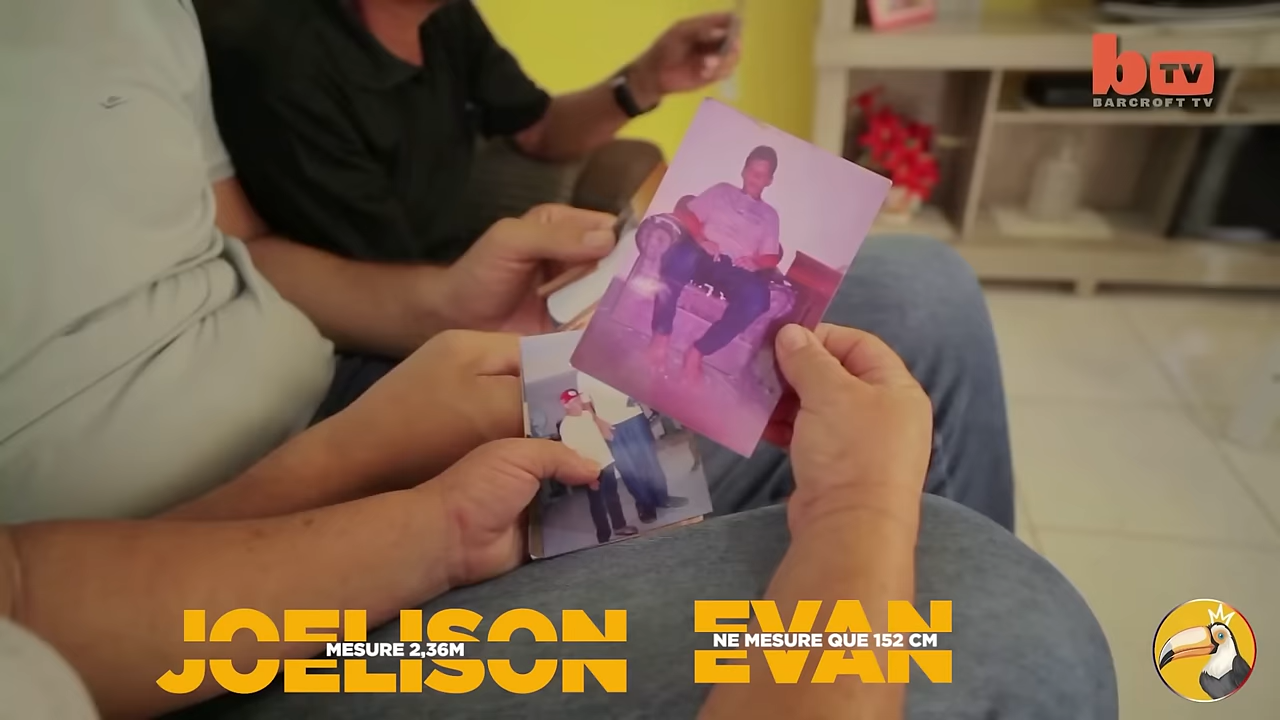 b TV
BARCROFT TV
JOELISON
MESURE 2,36M
EVAN
NE MESURE QUE 152 CM